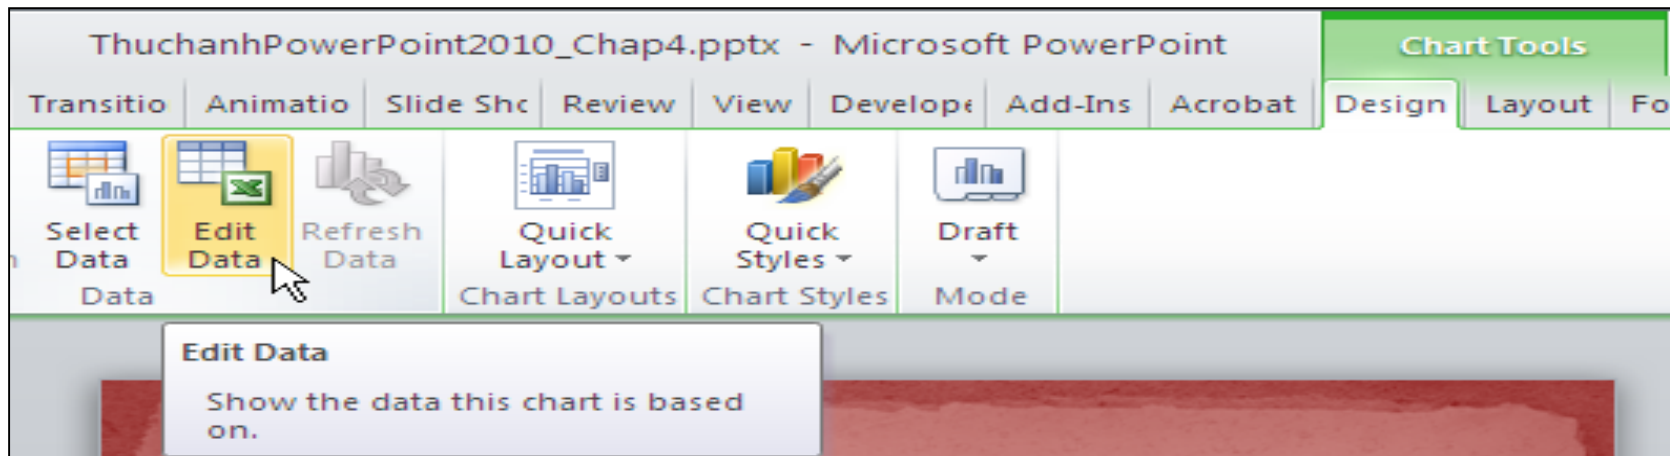 ThuchanhPowerPoint2010_Chap4.pptx - Microsoft PowerPoint
Chart Tools
Transitio Animatio Slide Sho Review View Develope Add-Ins Acrobat Design Layout Fo
Select Data
Edit Data
Refresh Data
Quick Layout
Quick Styles
Draft
Data
Chart Layouts
Chart Styles
Mode
Edit Data
Show the data this chart is based
on.